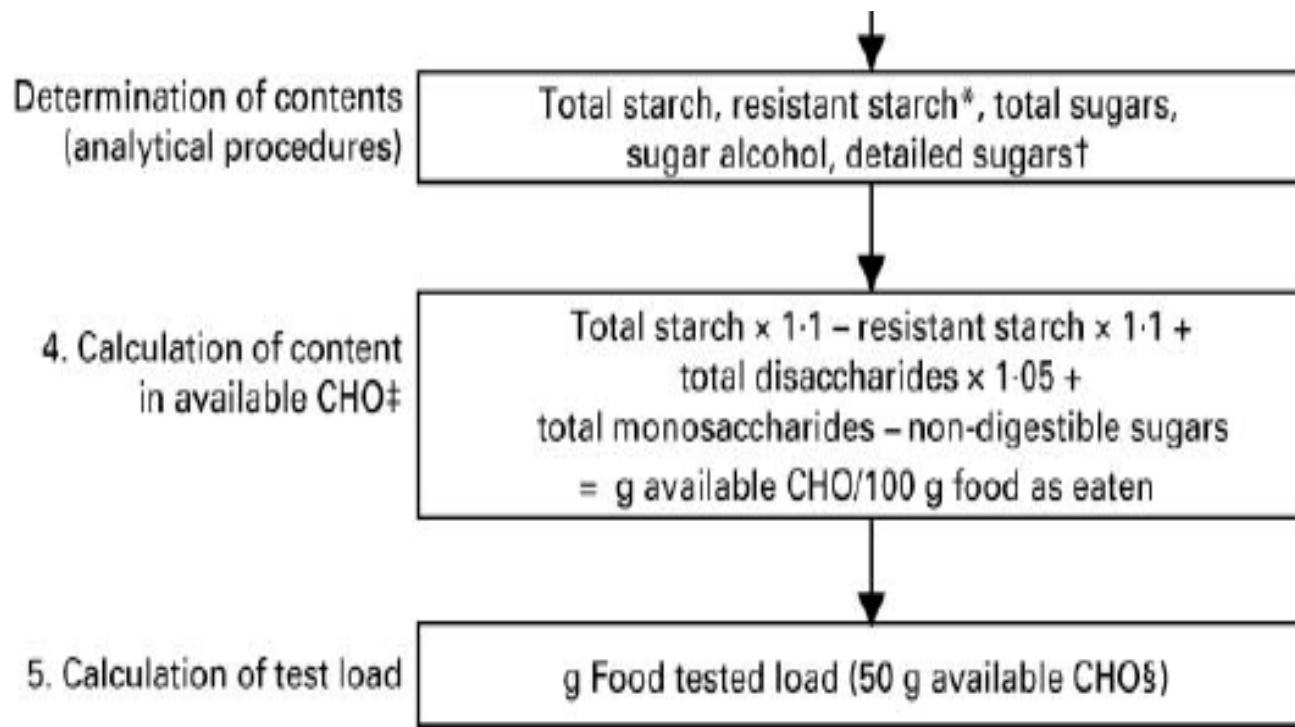 Determination of contents
(analytical procedures)
Total starch, resistant starch*, total sugars,
sugar alcohol, detailed sugars†
4. Calculation of content
in available CHO‡
Total starch × 1·1 – resistant starch × 1·1 +
total disaccharides × 1·05 +
total monosaccharides – non-digestible sugars
= g available CHO/100 g food as eaten
5. Calculation of test load
g Food tested load (50 g available CHO§)